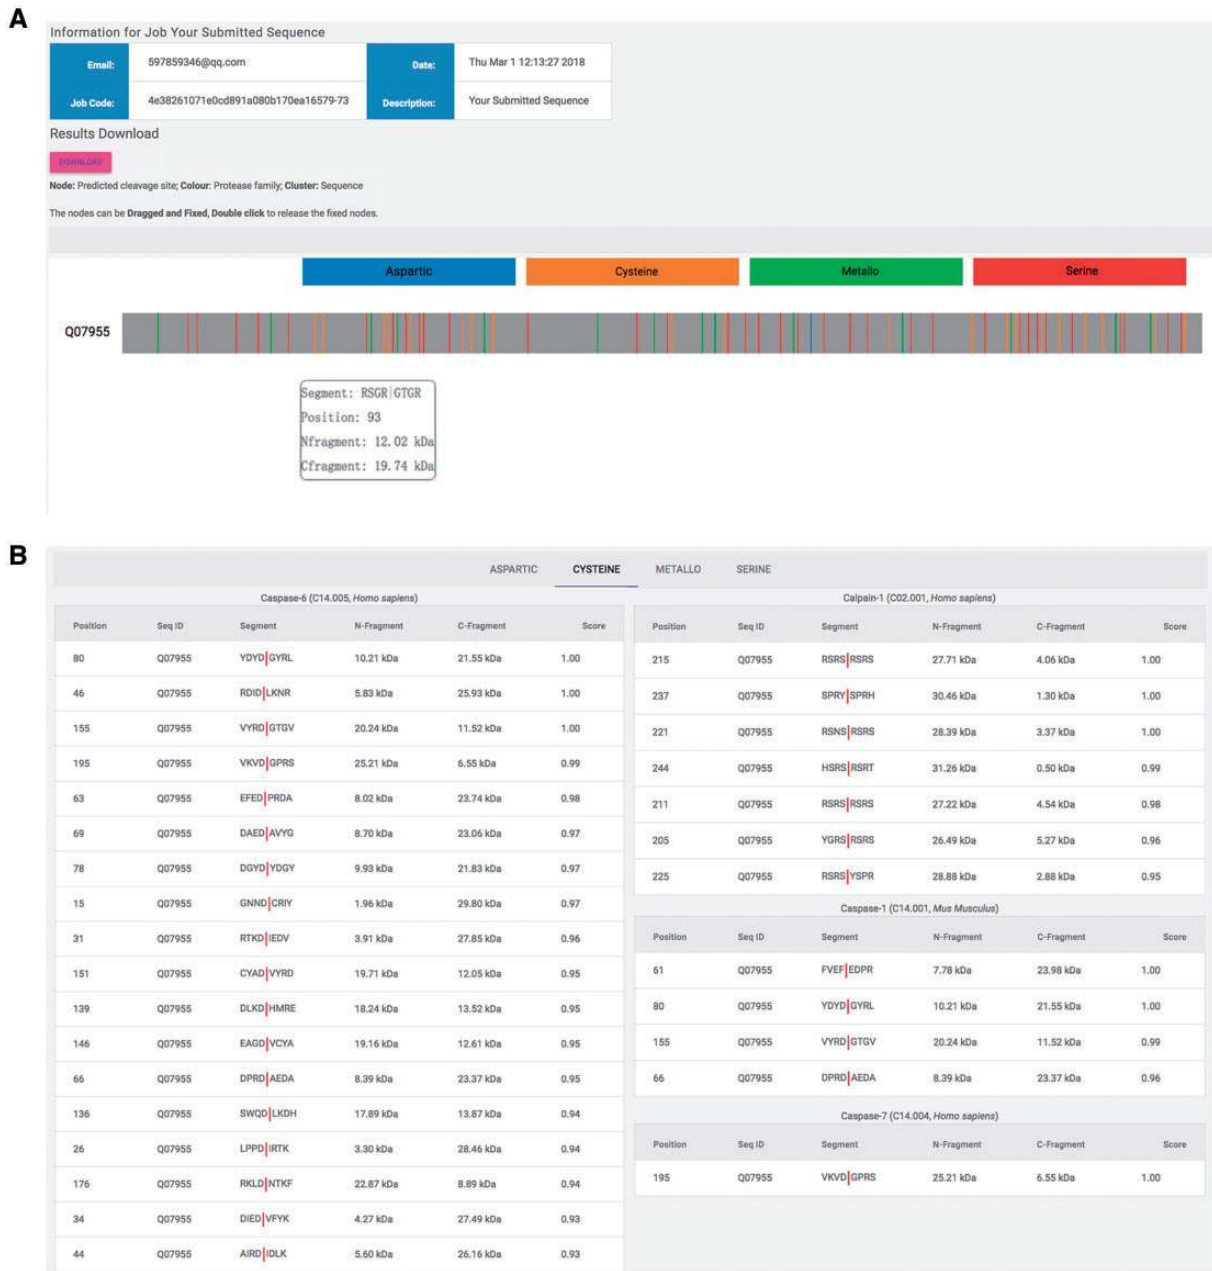 A
Information for Job Your Submitted Sequence
Email: 597859346@qq.com Date: Thu Mar 1 12:13:27 2018
Job Code: 4e38261071e0cd891a080b170ea16579-73 Description: Your Submitted Sequence
Results Download
DOWNLOAD
Node: Predicted cleavage site; Colour: Protease family; Cluster: Sequence
The nodes can be Dragged and Fixed, Double click to release the fixed nodes.
Aspartic Cysteine Metallo Serine
Q07955
Segment: RSGR|GTGR
Position: 93
Nfragment: 12.02 kDa
Cfragment: 19.74 kDa
B
ASPARTIC CYSTEINE METALLO SERINE
Caspase-6 (C14.005, Homo sapiens)
Position Seq ID Segment N-Fragment C-Fragment Score
80 Q07955 YDYD|GYRL 10.21 kDa 21.55 kDa 1.00
46 Q07955 RDID|LKNR 5.83 kDa 25.93 kDa 1.00
155 Q07955 VYRD|GTGV 20.24 kDa 11.52 kDa 1.00
195 Q07955 VKVD|GPRS 25.21 kDa 6.55 kDa 0.99
63 Q07955 EFED|PRDA 8.02 kDa 23.74 kDa 0.98
69 Q07955 DAED|AVYG 8.70 kDa 23.06 kDa 0.97
78 Q07955 DGYD|YDGY 9.93 kDa 21.83 kDa 0.97
15 Q07955 GNND|CRIY 1.96 kDa 29.80 kDa 0.97
31 Q07955 RTKD|IEDV 3.91 kDa 27.85 kDa 0.96
151 Q07955 CYAD|VYRD 19.71 kDa 12.05 kDa 0.95
139 Q07955 DLKD|HMRE 18.24 kDa 13.52 kDa 0.95
146 Q07955 EAGD|VCYA 19.16 kDa 12.61 kDa 0.95
66 Q07955 DPRD|AEDA 8.39 kDa 23.37 kDa 0.95
136 Q07955 SWQD|LKDH 17.89 kDa 13.87 kDa 0.94
26 Q07955 LPPD|IRTK 3.30 kDa 28.46 kDa 0.94
176 Q07955 RKLD|NTKF 22.87 kDa 8.89 kDa 0.94
34 Q07955 DIED|VFYK 4.27 kDa 27.49 kDa 0.93
44 Q07955 AIRD|IDLK 5.60 kDa 26.16 kDa 0.93
Calpain-1 (C02.001, Homo sapiens)
Position Seq ID Segment N-Fragment C-Fragment Score
215 Q07955 RSRS|RSRS 27.71 kDa 4.06 kDa 1.00
237 Q07955 SPRY|SPRH 30.46 kDa 1.30 kDa 1.00
221 Q07955 RSNS|RSRS 28.39 kDa 3.37 kDa 1.00
244 Q07955 HSRS|RSRT 31.26 kDa 0.50 kDa 0.99
211 Q07955 RSRS|RSRS 27.22 kDa 4.54 kDa 0.98
205 Q07955 YGRS|RSRS 26.49 kDa 5.27 kDa 0.96
225 Q07955 RSRS|YSPR 28.88 kDa 2.88 kDa 0.95
Caspase-1 (C14.001, Mus Musculus)
Position Seq ID Segment N-Fragment C-Fragment Score
61 Q07955 FVEF|EDPR 7.78 kDa 23.98 kDa 1.00
80 Q07955 YDYD|GYRL 10.21 kDa 21.55 kDa 1.00
155 Q07955 VYRD|GTGV 20.24 kDa 11.52 kDa 0.99
66 Q07955 DPRD|AEDA 8.39 kDa 23.37 kDa 0.96
Caspase-7 (C14.004, Homo sapiens)
Position Seq ID Segment N-Fragment C-Fragment Score
195 Q07955 VKVD|GPRS 25.21 kDa 6.55 kDa 1.00